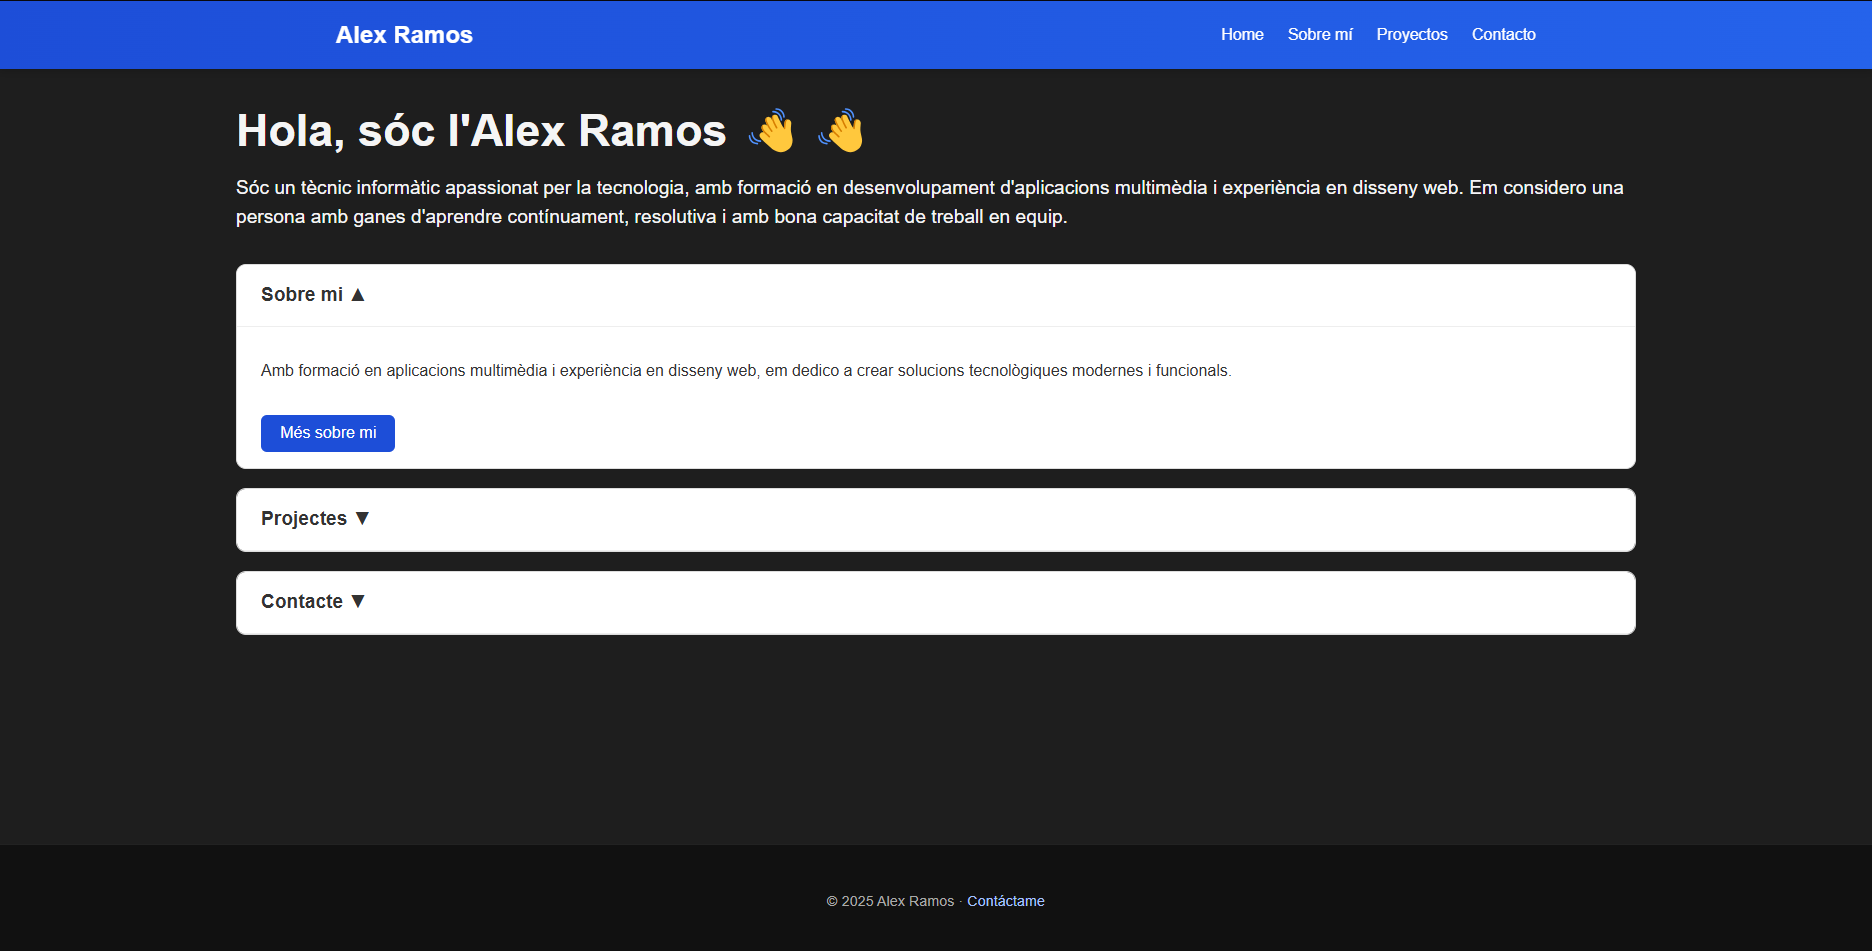 Alex Ramos
Home Sobre mí Proyectos Contacto
Hola, sóc l'Alex Ramos 👋 👋
Sóc un tècnic informàtic apassionat per la tecnologia, amb formació en desenvolupament d'aplicacions multimèdia i experiència en disseny web. Em considero una
persona amb ganes d'aprendre contínuament, resolutiva i amb bona capacitat de treball en equip.
Sobre mi ▲
Amb formació en aplicacions multimèdia i experiència en disseny web, em dedico a crear solucions tecnològiques modernes i funcionals.
Més sobre mi
Projectes ▼
Contacte ▼
© 2025 Alex Ramos · Contáctame